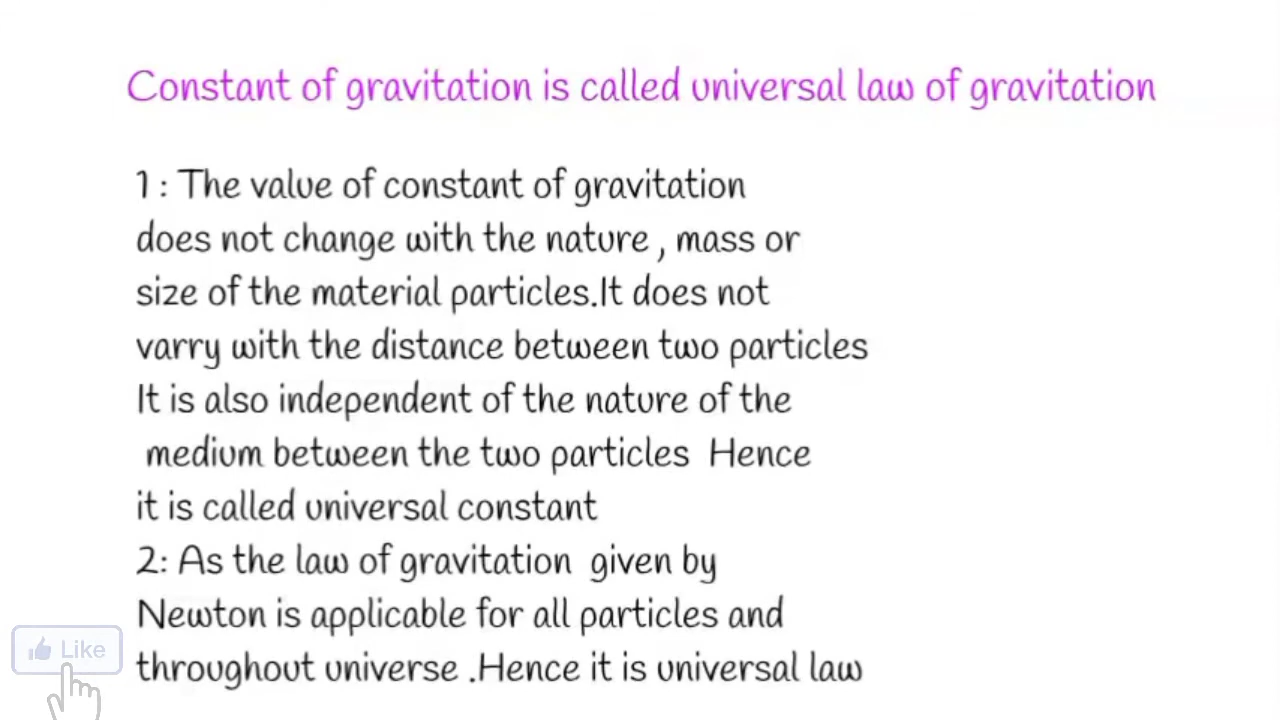 Constant of gravitation is called universal law of gravitation
1 : The value of constant of gravitation
does not change with the nature , mass or
size of the material particles.It does not
varry with the distance between two particles
It is also independent of the nature of the
medium between the two particles Hence
it is called universal constant
2: As the law of gravitation given by
Newton is applicable for all particles and
throughout universe .Hence it is universal law
Like